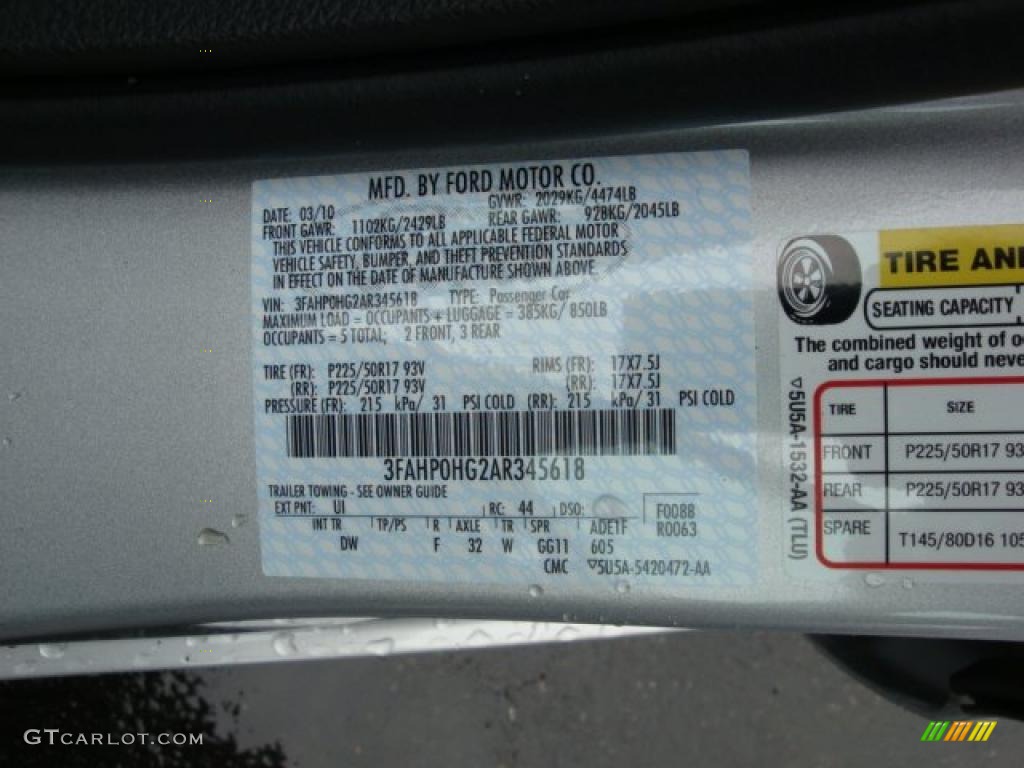 MFD. BY FORD MOTOR CO.
DATE: 03/10 GVWR: 2029KG/4474LB
FRONT GAWR: 1102KG/2429LB REAR GAWR: 928KG/2045LB
THIS VEHICLE CONFORMS TO ALL APPLICABLE FEDERAL MOTOR
VEHICLE SAFETY, BUMPER, AND THEFT PREVENTION STANDARDS
IN EFFECT ON THE DATE OF MANUFACTURE SHOWN ABOVE.
VIN: 3FAHP0HG2AR345618 TYPE: Passenger Car
MAXIMUM LOAD = OCCUPANTS + LUGGAGE = 385KG/ 850LB
OCCUPANTS = 5 TOTAL; 2 FRONT, 3 REAR
TIRE (FR): P225/50R17 93V RIMS (FR): 17X7.5J
(RR): P225/50R17 93V (RR): 17X7.5J
PRESSURE (FR): 215 kPa/ 31 PSI COLD (RR): 215 kPa/ 31 PSI COLD
3FAHP0HG2AR345618
TRAILER TOWING - SEE OWNER GUIDE
EXT PNT: UI RC: 44 DSO: F0088
INT TR TP/PS R AXLE TR SPR ADE1F R0063
DW F 32 W GG11 605
CMC ▽5U5A-5420472-AA
TIRE AND
SEATING CAPACITY
The combined weight of o
and cargo should neve
▽5U5A-1532-AA (TLU)
TIRE SIZE
FRONT P225/50R17 93
REAR P225/50R17 93
SPARE T145/80D16 105
GTCARLOT.COM